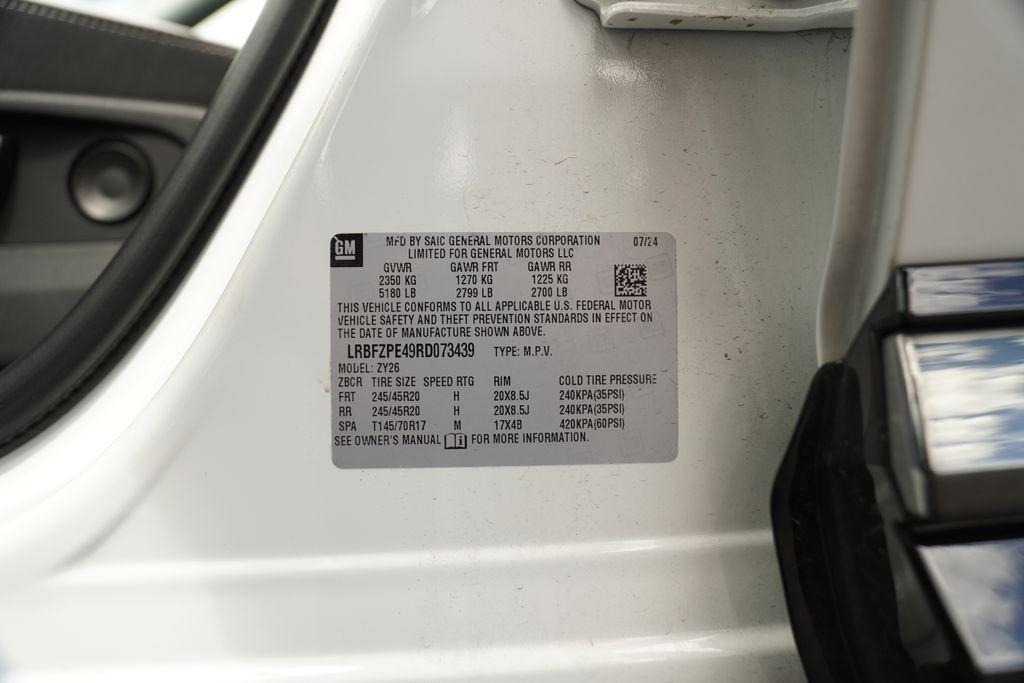 GM
MFD BY SAIC GENERAL MOTORS CORPORATION 07/24
LIMITED FOR GENERAL MOTORS LLC
GVWR GAWR FRT GAWR RR
2350 KG 1270 KG 1225 KG
5180 LB 2799 LB 2700 LB
THIS VEHICLE CONFORMS TO ALL APPLICABLE U.S. FEDERAL MOTOR
VEHICLE SAFETY AND THEFT PREVENTION STANDARDS IN EFFECT ON
THE DATE OF MANUFACTURE SHOWN ABOVE.
LRBFZPE49RD073439 TYPE: M.P.V.
MODEL: ZY26
ZBCR TIRE SIZE SPEED RTG RIM COLD TIRE PRESSURE
FRT 245/45R20 H 20X8.5J 240KPA(35PSI)
RR 245/45R20 H 20X8.5J 240KPA(35PSI)
SPA T145/70R17 M 17X4B 420KPA(60PSI)
SEE OWNER'S MANUAL FOR MORE INFORMATION.